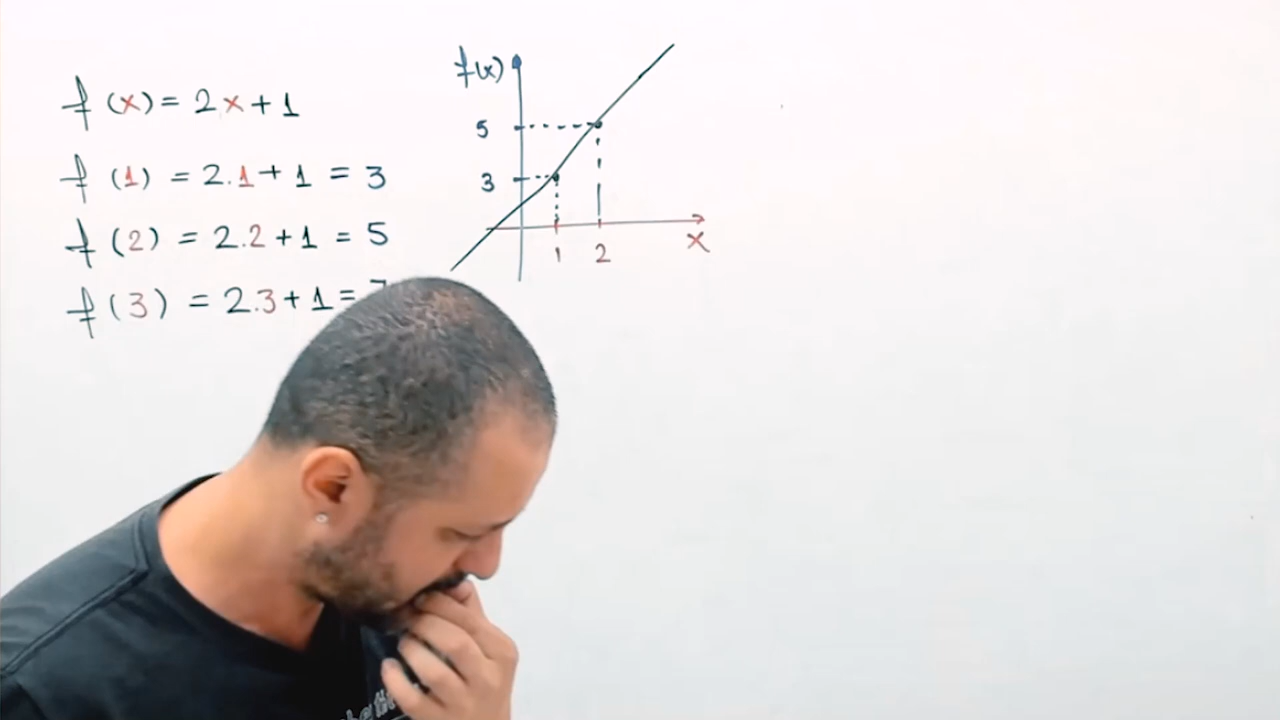 f(x) = 2x + 1
f(1) = 2.1 + 1 = 3
f(2) = 2.2 + 1 = 5
f(3) = 2.3 + 1 =
f(x)
5
3
1 2
x